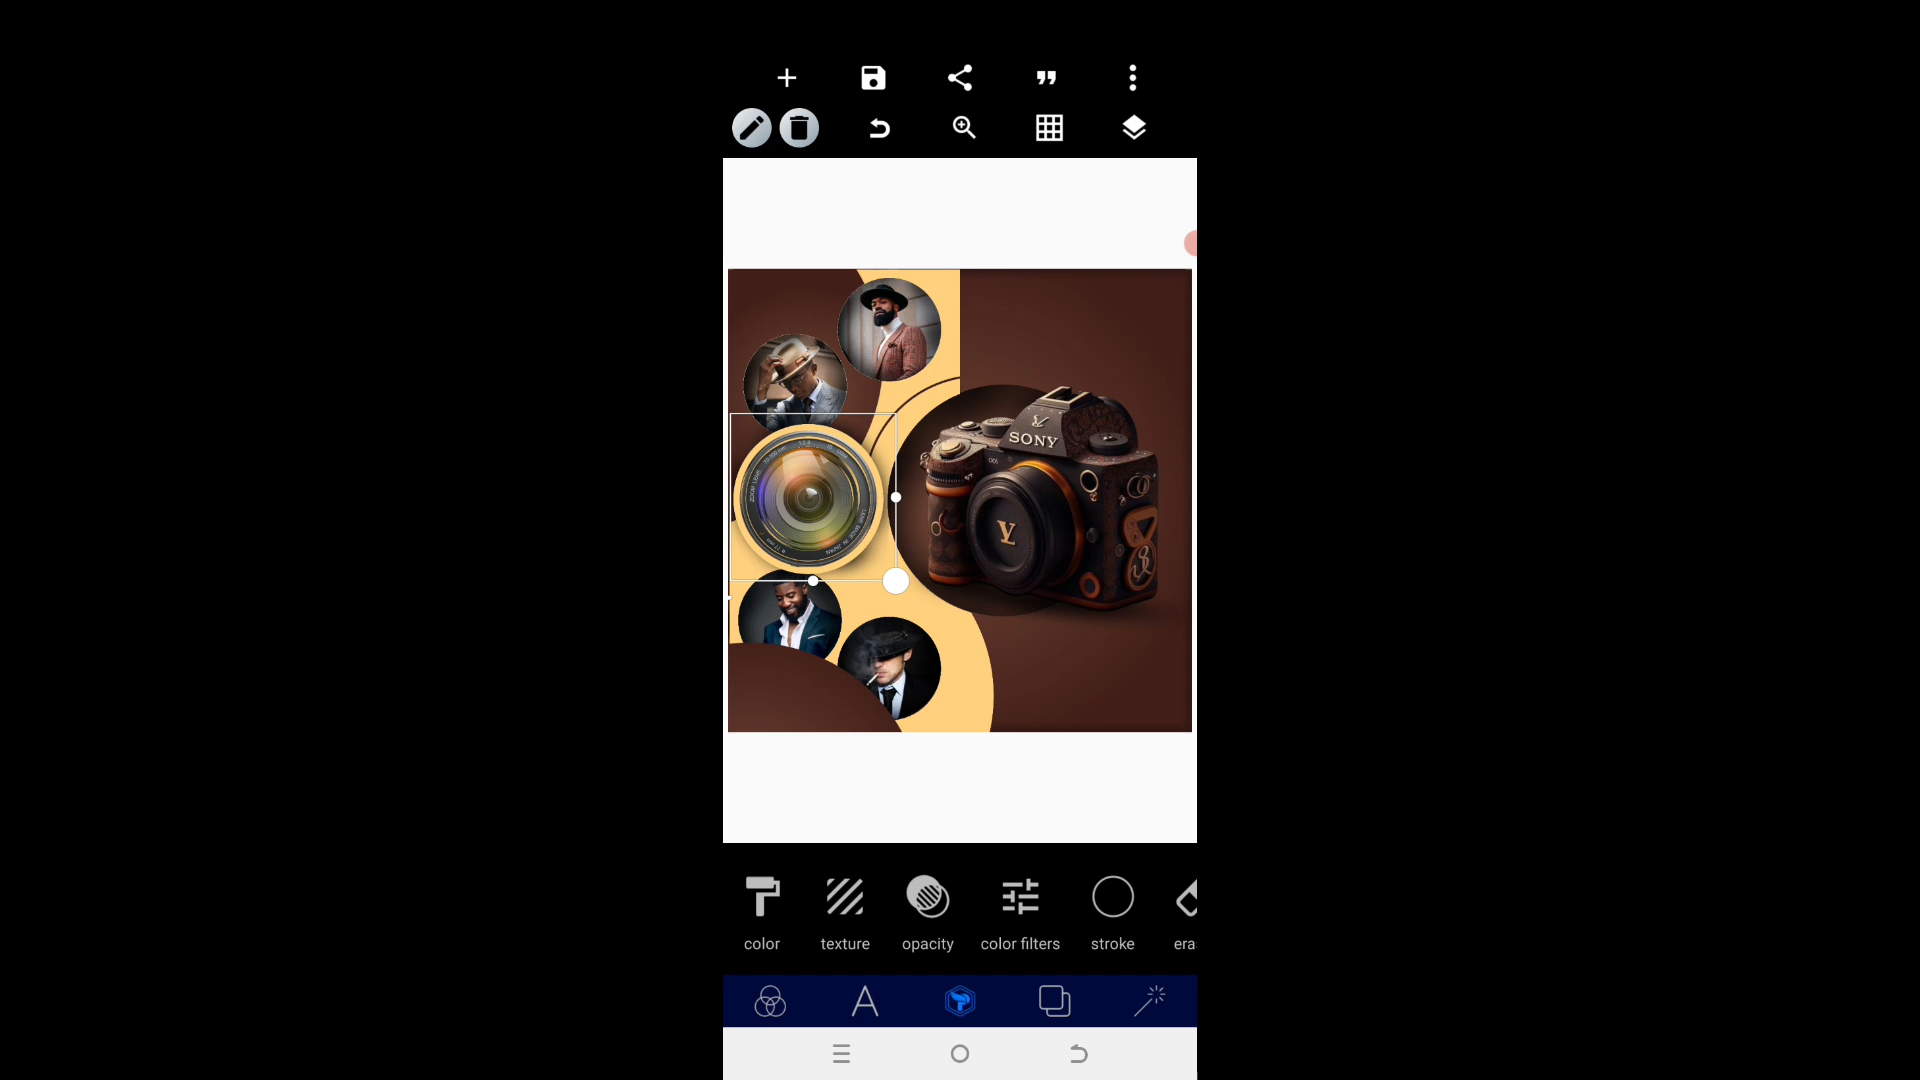 SONY
color
texture
opacity
color filters
stroke
era